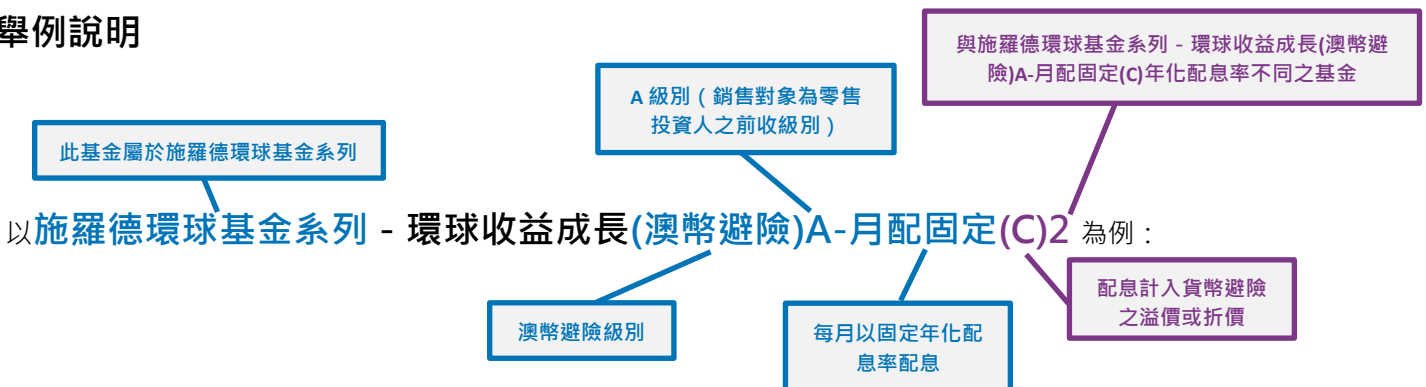 舉例說明
與施羅德環球基金系列 - 環球收益成長(澳幣避
險)A-月配固定(C)年化配息率不同之基金
A 級別（銷售對象為零售
投資人之前收級別）
此基金屬於施羅德環球基金系列
以施羅德環球基金系列 - 環球收益成長(澳幣避險)A-月配固定(C)2 為例：
澳幣避險級別
每月以固定年化配
息率配息
配息計入貨幣避險
之溢價或折價